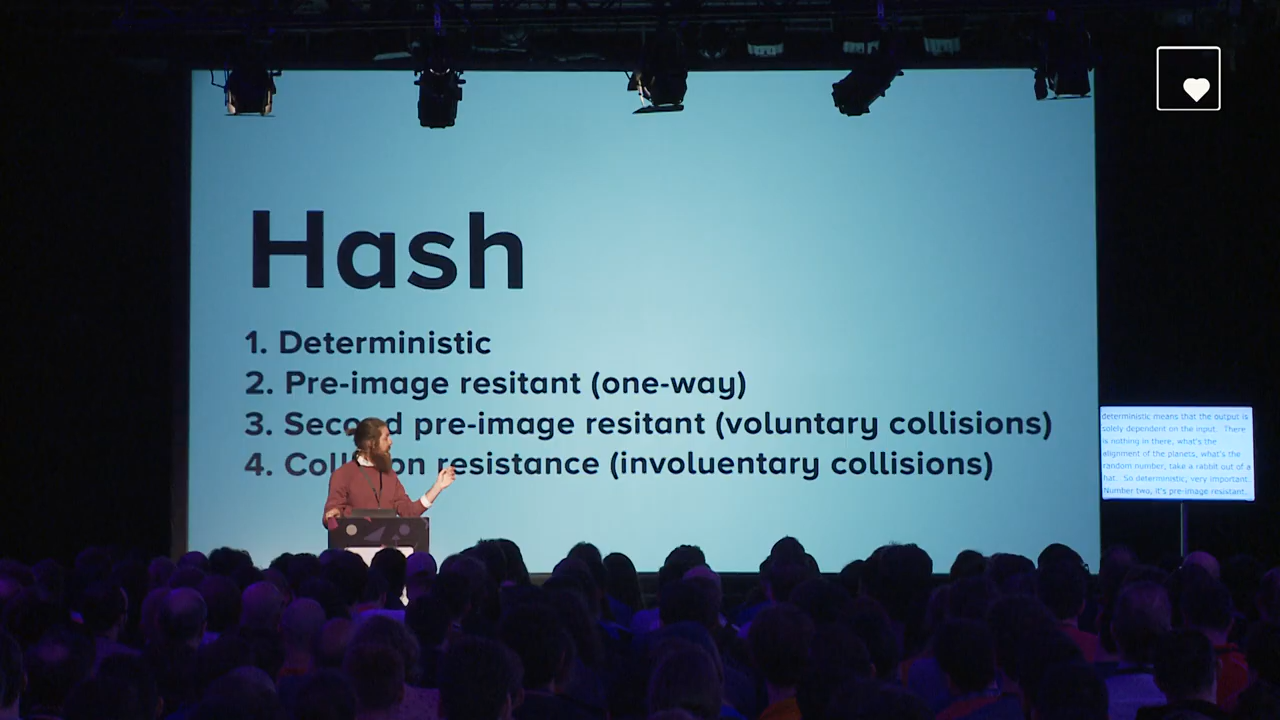 Hash
1. Deterministic
2. Pre-image resitant (one-way)
3. Second pre-image resitant (voluntary collisions)
4. Collision resistance (involuentary collisions)
deterministic means that the output is
solely dependent on the input. There
is nothing in there, what's the
alignment of the planets, what's the
random number, take a rabbit out of a
hat. So deterministic, very important.
Number two, it's pre-image resistant.